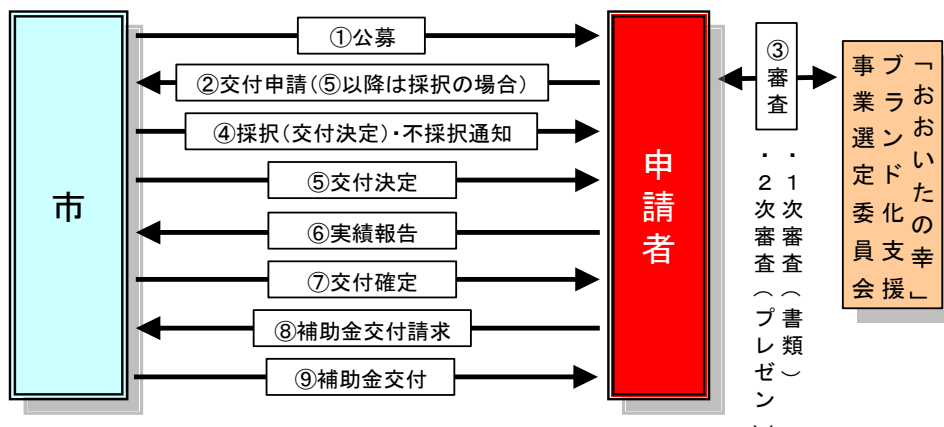 市
①公募
②交付申請(⑤以降は採択の場合)
④採択(交付決定)・不採択通知
⑤交付決定
⑥実績報告
⑦交付確定
⑧補助金交付請求
⑨補助金交付
申請者
③審査
・1次審査(書類)
・2次審査(プレゼン)
「おおいたの幸」
ブランド化支援
事業選定委員会